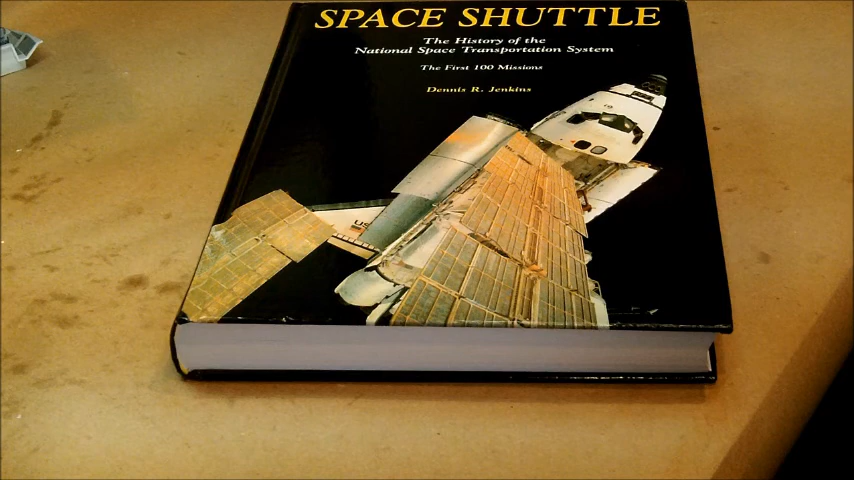 SPACE SHUTTLE
The History of the
National Space Transportation System
The First 100 Missions
Dennis R. Jenkins